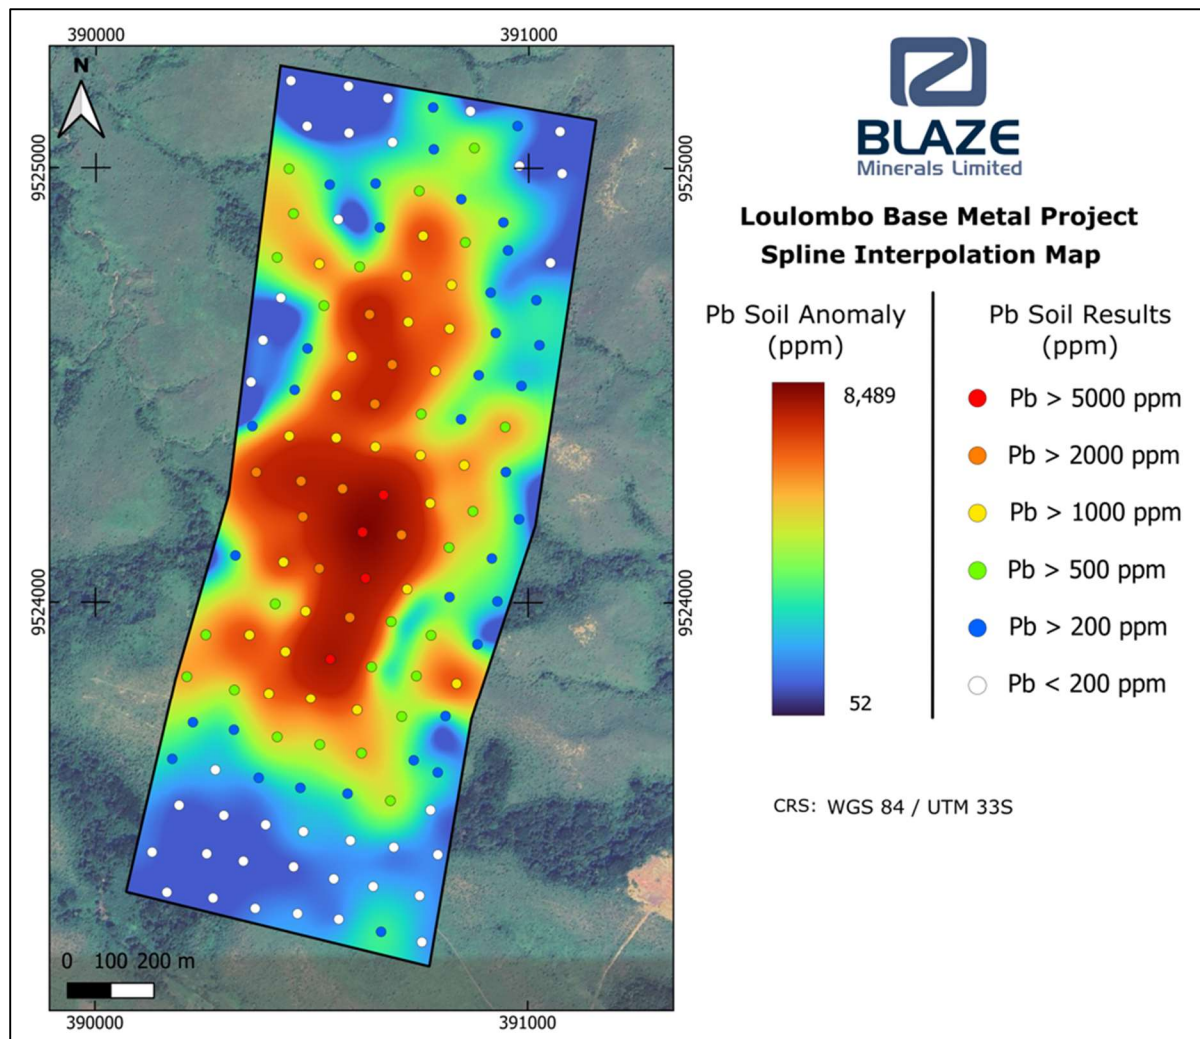 390000
391000
N
9525000
9525000
9524000
9524000
0 100 200 m
390000
391000
BLAZE
Minerals Limited
Loulombo Base Metal Project
Spline Interpolation Map
Pb Soil Anomaly
(ppm)
8,489
52
Pb Soil Results
(ppm)
Pb > 5000 ppm
Pb > 2000 ppm
Pb > 1000 ppm
Pb > 500 ppm
Pb > 200 ppm
Pb < 200 ppm
CRS: WGS 84 / UTM 33S